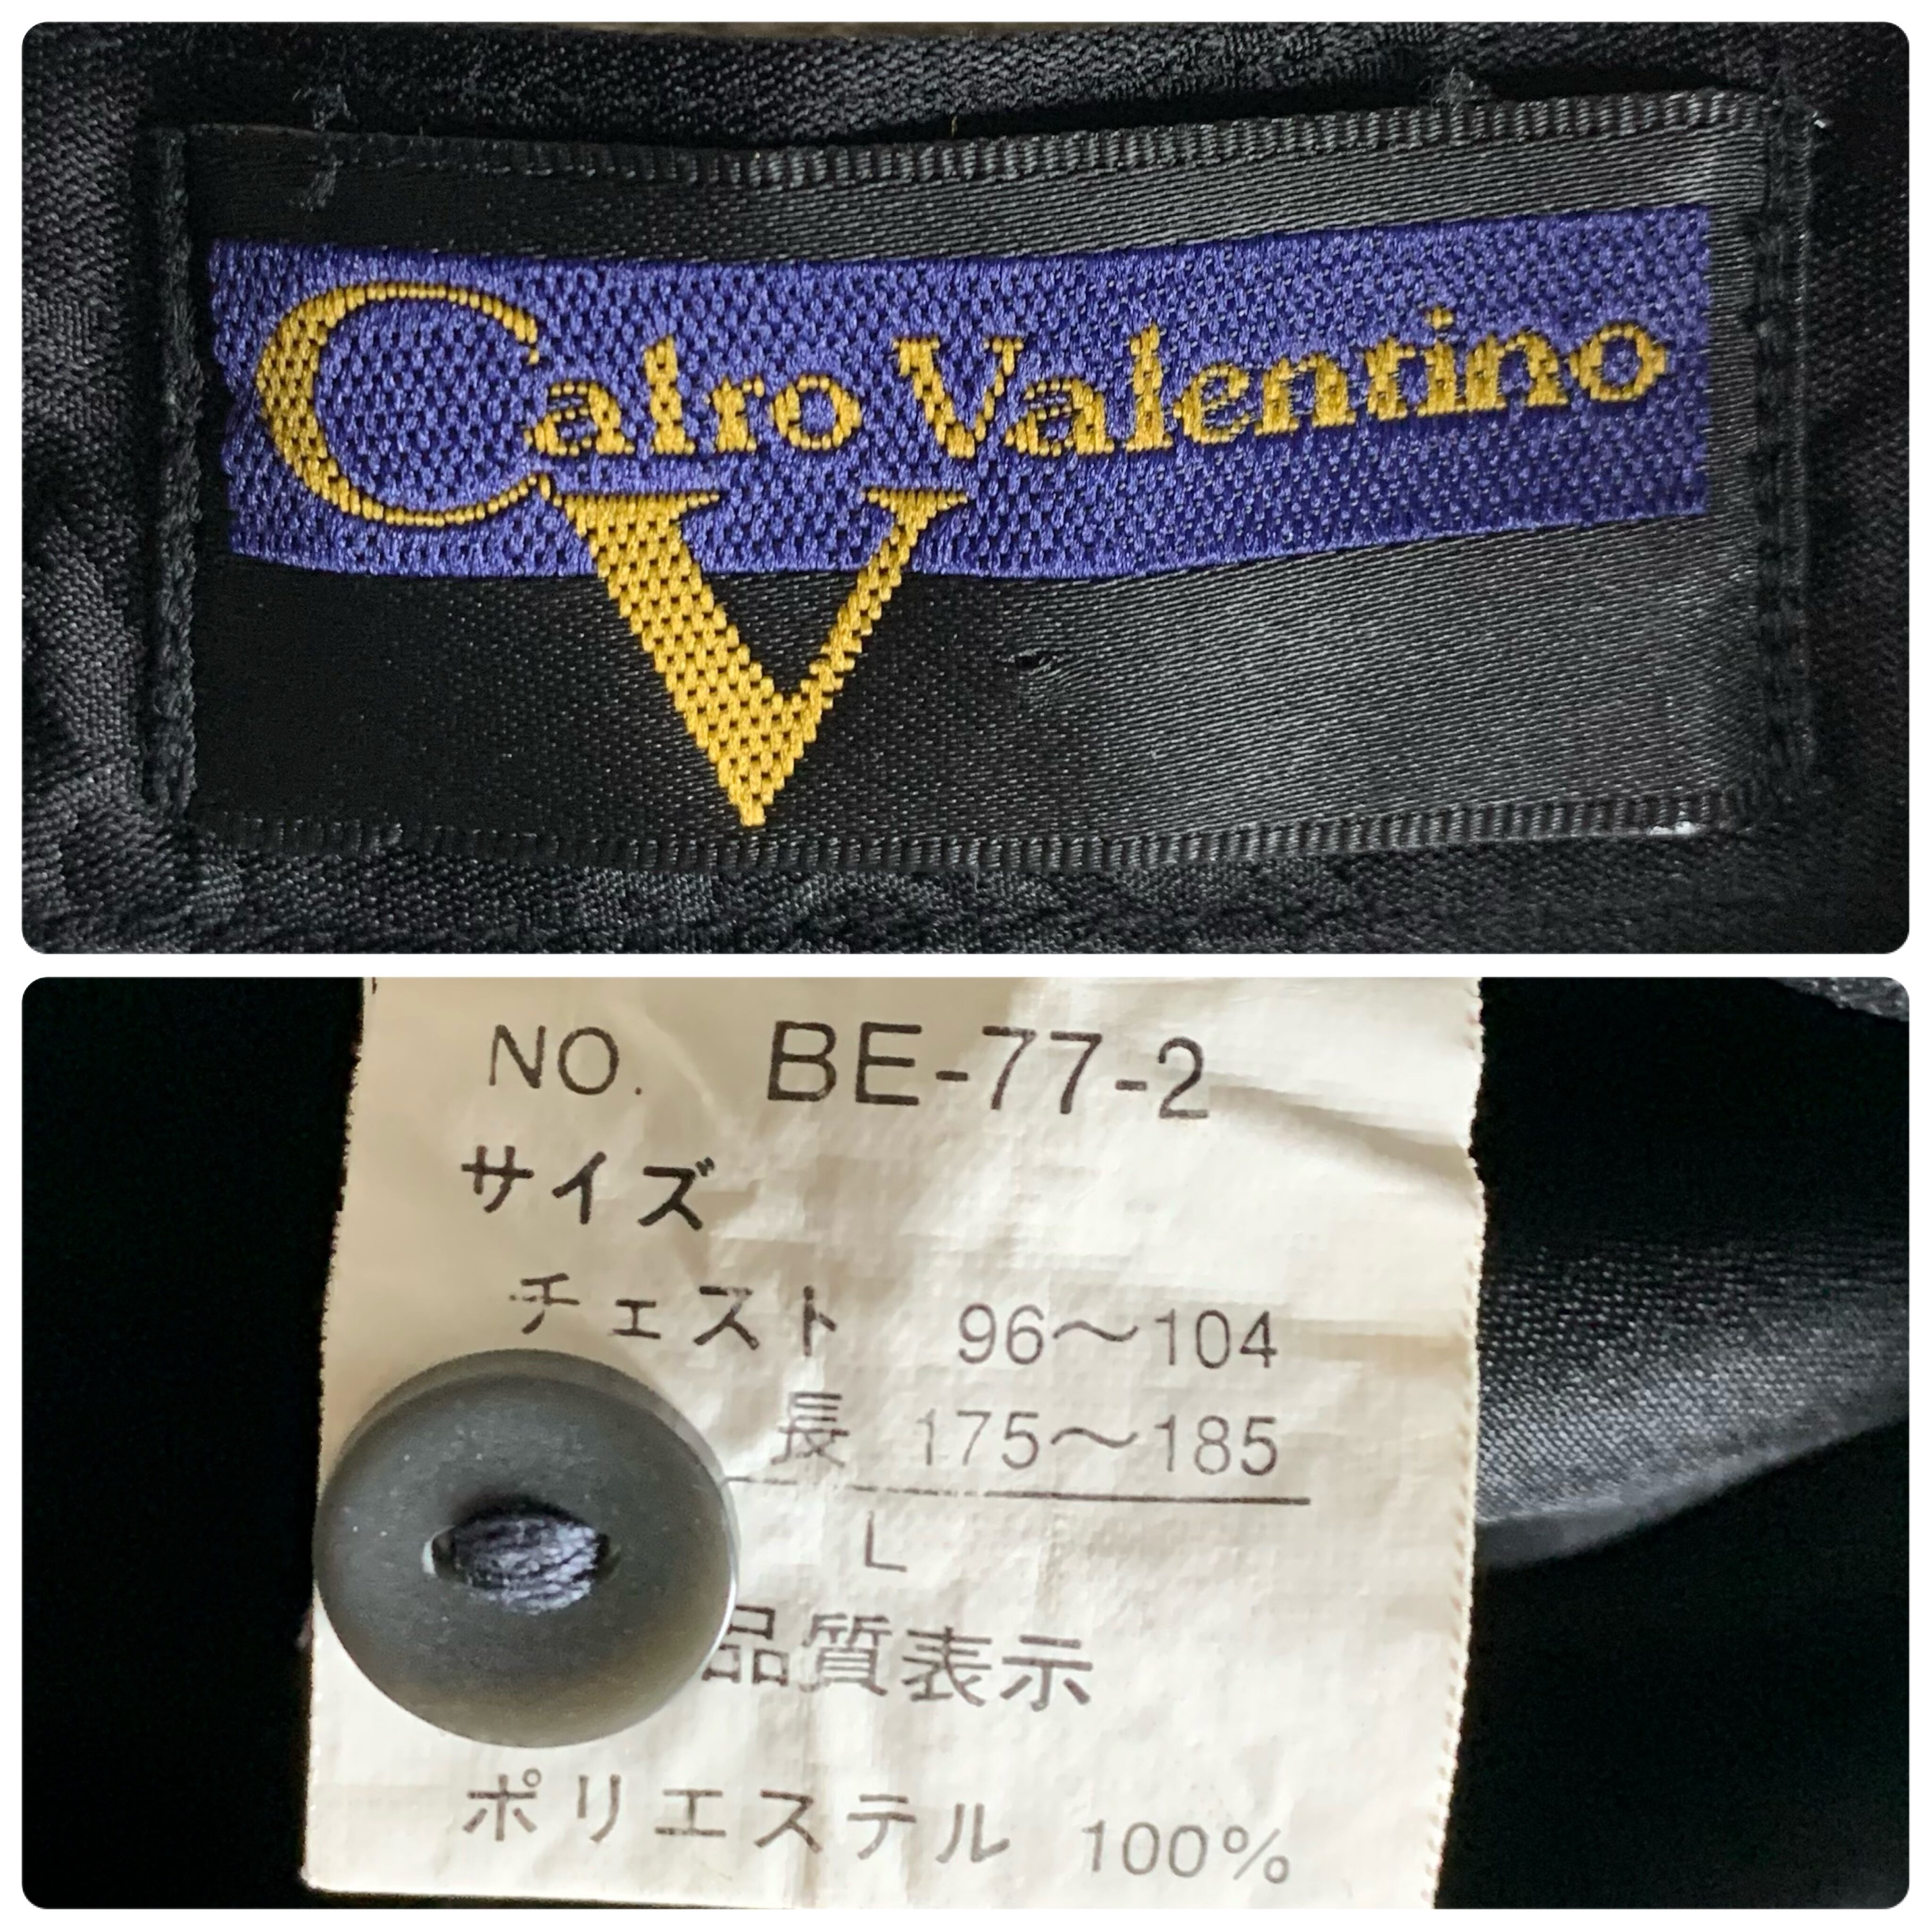 Calro Valentino
V
NO. BE-77-2
サイズ
チェスト 96～104
長 175～185
L
品質表示
ポリエステル 100%